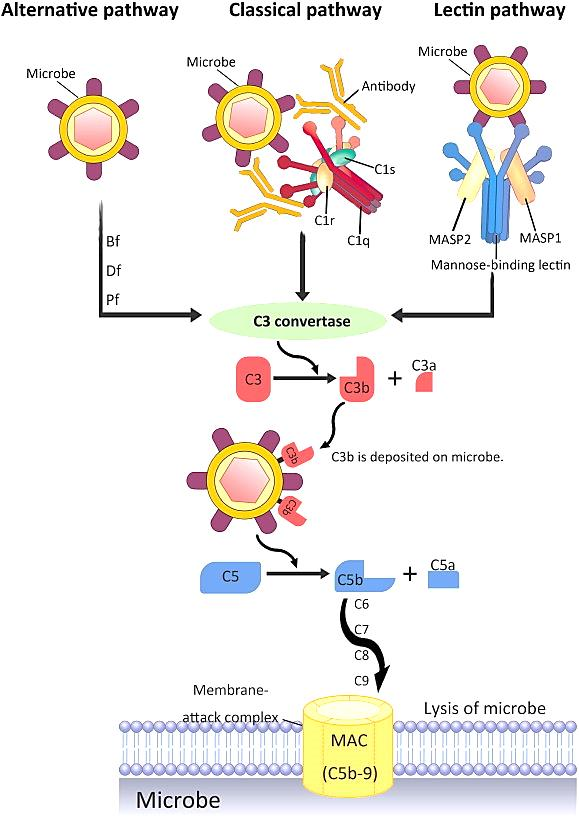 Alternative pathway
Classical pathway
Lectin pathway
Microbe
Microbe
Antibody
C1s
C1r
C1q
Microbe
MASP2
MASP1
Mannose-binding lectin
Bf
Df
Pf
C3 convertase
C3
C3b
+
C3a
C3b
C3b
C3b is deposited on microbe.
C5
C5b
+
C5a
C6
C7
C8
C9
Membrane-
attack complex
Lysis of microbe
MAC
(C5b-9)
Microbe